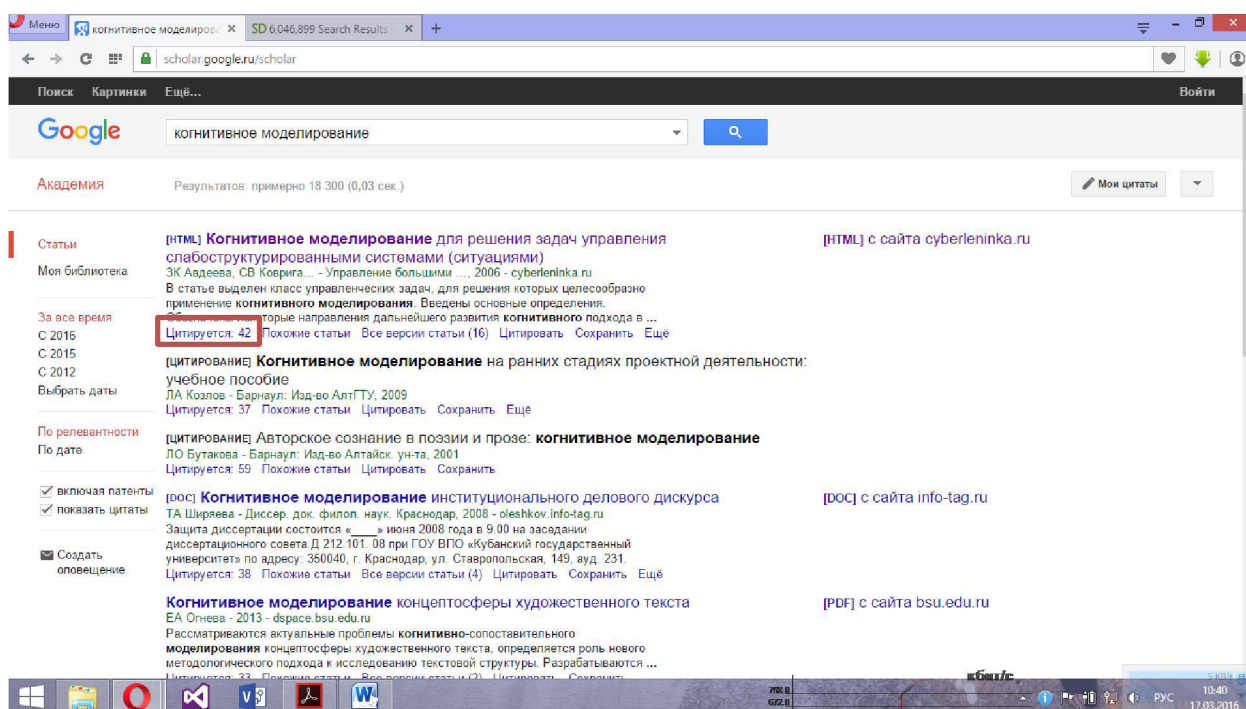 Меню
когнитивное моделирова
SD 6,046,899 Search Results -
scholar.google.ru/scholar
Поиск Картинки Ещё...
Войти
Google
когнитивное моделирование
Академия
Результатов: примерно 18 300 (0,03 сек.)
Мои цитаты
Статьи
Моя библиотека
За все время
С 2016
С 2015
С 2012
Выбрать даты
По релевантности
По дате
включая патенты
показать цитаты
Создать
оповещение
[HTML] Когнитивное моделирование для решения задач управления
слабоструктурированными системами (ситуациями)
ЗК Авдеева, СВ Коврига... - Управление большими ..., 2006 - cyberleninka.ru
В статье выделен класс управленческих задач, для решения которых целесообразно
применение когнитивного моделирования. Введены основные определения.
которые направления дальнейшего развития когнитивного подхода в ...
Цитируется: 42 Похожие статьи Все версии статьи (16) Цитировать Сохранить Ещё
[HTML] с сайта cyberleninka.ru
[ЦИТИРОВАНИЕ] Когнитивное моделирование на ранних стадиях проектной деятельности:
учебное пособие
ЛА Козлов - Барнаул: Изд-во АлтГТУ, 2009
Цитируется: 37 Похожие статьи Цитировать Сохранить Ещё
[ЦИТИРОВАНИЕ] Авторское сознание в поэзии и прозе: когнитивное моделирование
ЛО Бутакова - Барнаул: Изд-во Алтайск. ун-та, 2001
Цитируется: 59 Похожие статьи Цитировать Сохранить
[DOC] Когнитивное моделирование институционального делового дискурса
ТА Ширяева - Диссер. док. филол. наук. Краснодар, 2008 - oleshkov.info-tag.ru
Защита диссертации состоится «____» июня 2008 года в 9.00 на заседании
диссертационного совета Д 212.101. 08 при ГОУ ВПО «Кубанский государственный
университет» по адресу: 350040, г. Краснодар, ул. Ставропольская, 149, ауд. 231.
Цитируется: 38 Похожие статьи Все версии статьи (4) Цитировать Сохранить Ещё
[DOC] с сайта info-tag.ru
Когнитивное моделирование концептосферы художественного текста
ЕА Огнева - 2013 - dspace.bsu.edu.ru
Рассматриваются актуальные проблемы когнитивно-сопоставительного
моделирования концептосферы художественного текста, определяется роль нового
методологического подхода к исследованию текстовой структуры. Разрабатываются ...
Цитируется: 33 Похожие статьи Все версии статьи (2) Цитировать Сохранить
[PDF] с сайта bsu.edu.ru
кбит/с
РУС
10:40
17.03.2016